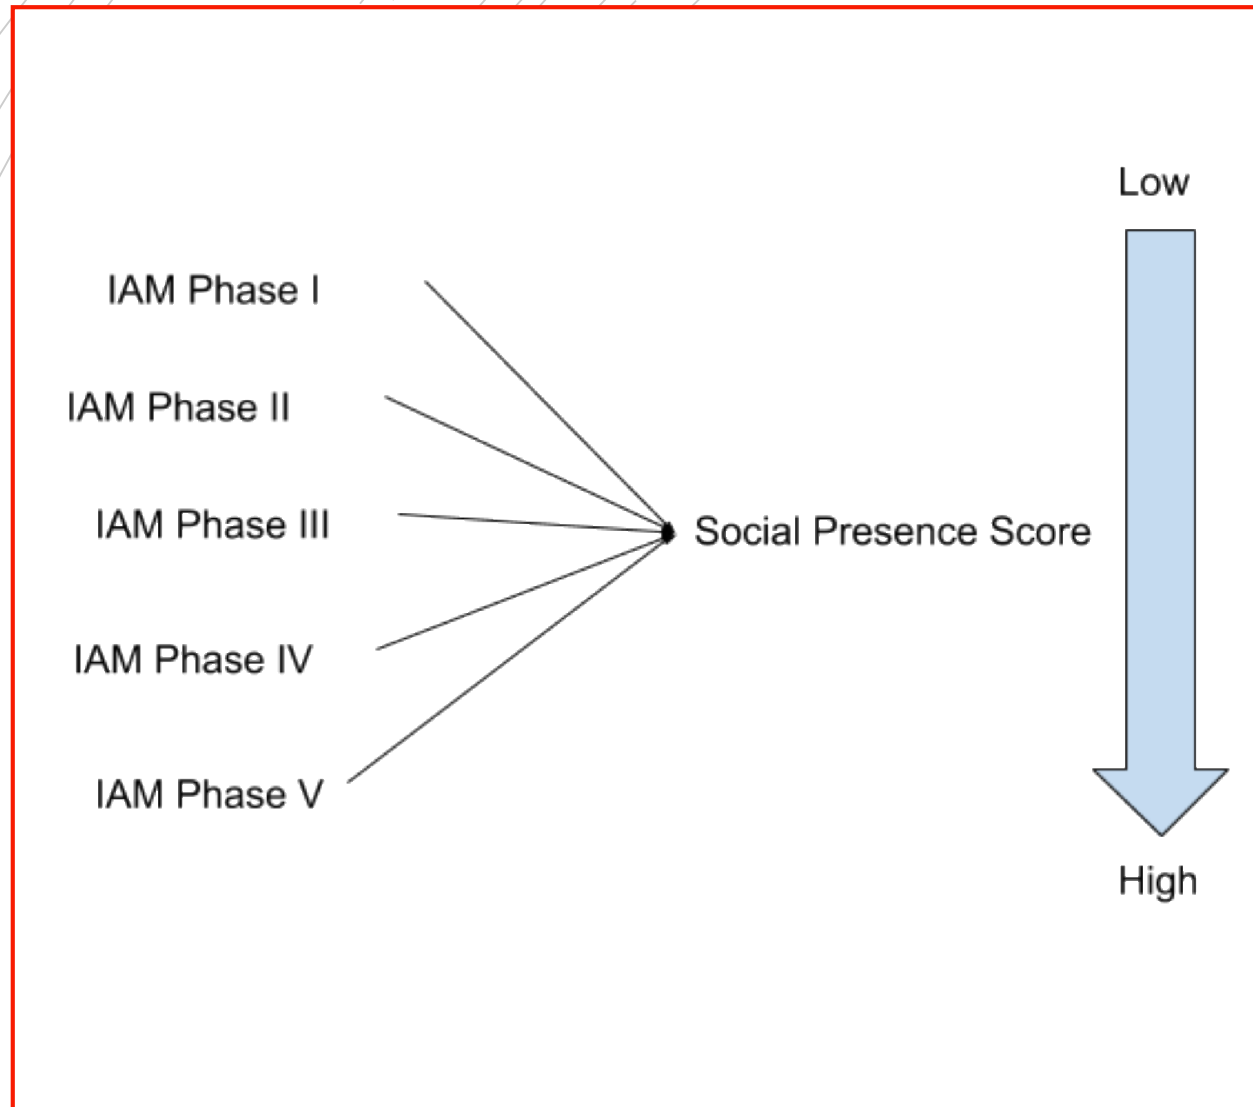 Low
IAM Phase I
IAM Phase II
IAM Phase III
Social Presence Score
IAM Phase IV
IAM Phase V
High